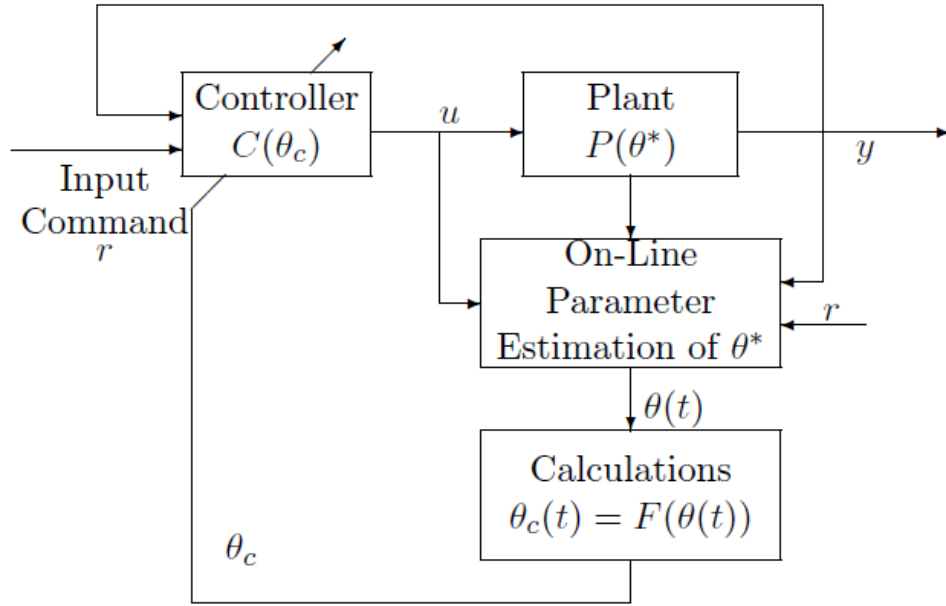 Controller
C(θ_c)
u
Plant
P(θ*)
y
Input
Command
r
On-Line
Parameter
Estimation of θ*
r
θ(t)
Calculations
θ_c(t) = F(θ(t))
θ_c